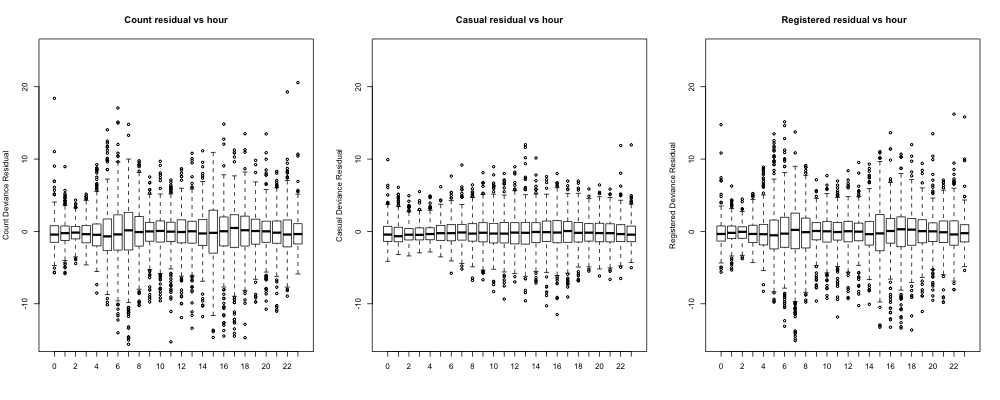 Count residual vs hour
Count Deviance Residual
20
10
0
-10
0 2 4 6 8 10 12 14 16 18 20 22
Casual residual vs hour
Casual Deviance Residual
20
10
0
-10
0 2 4 6 8 10 12 14 16 18 20 22
Registered residual vs hour
Registered Deviance Residual
20
10
0
-10
0 2 4 6 8 10 12 14 16 18 20 22